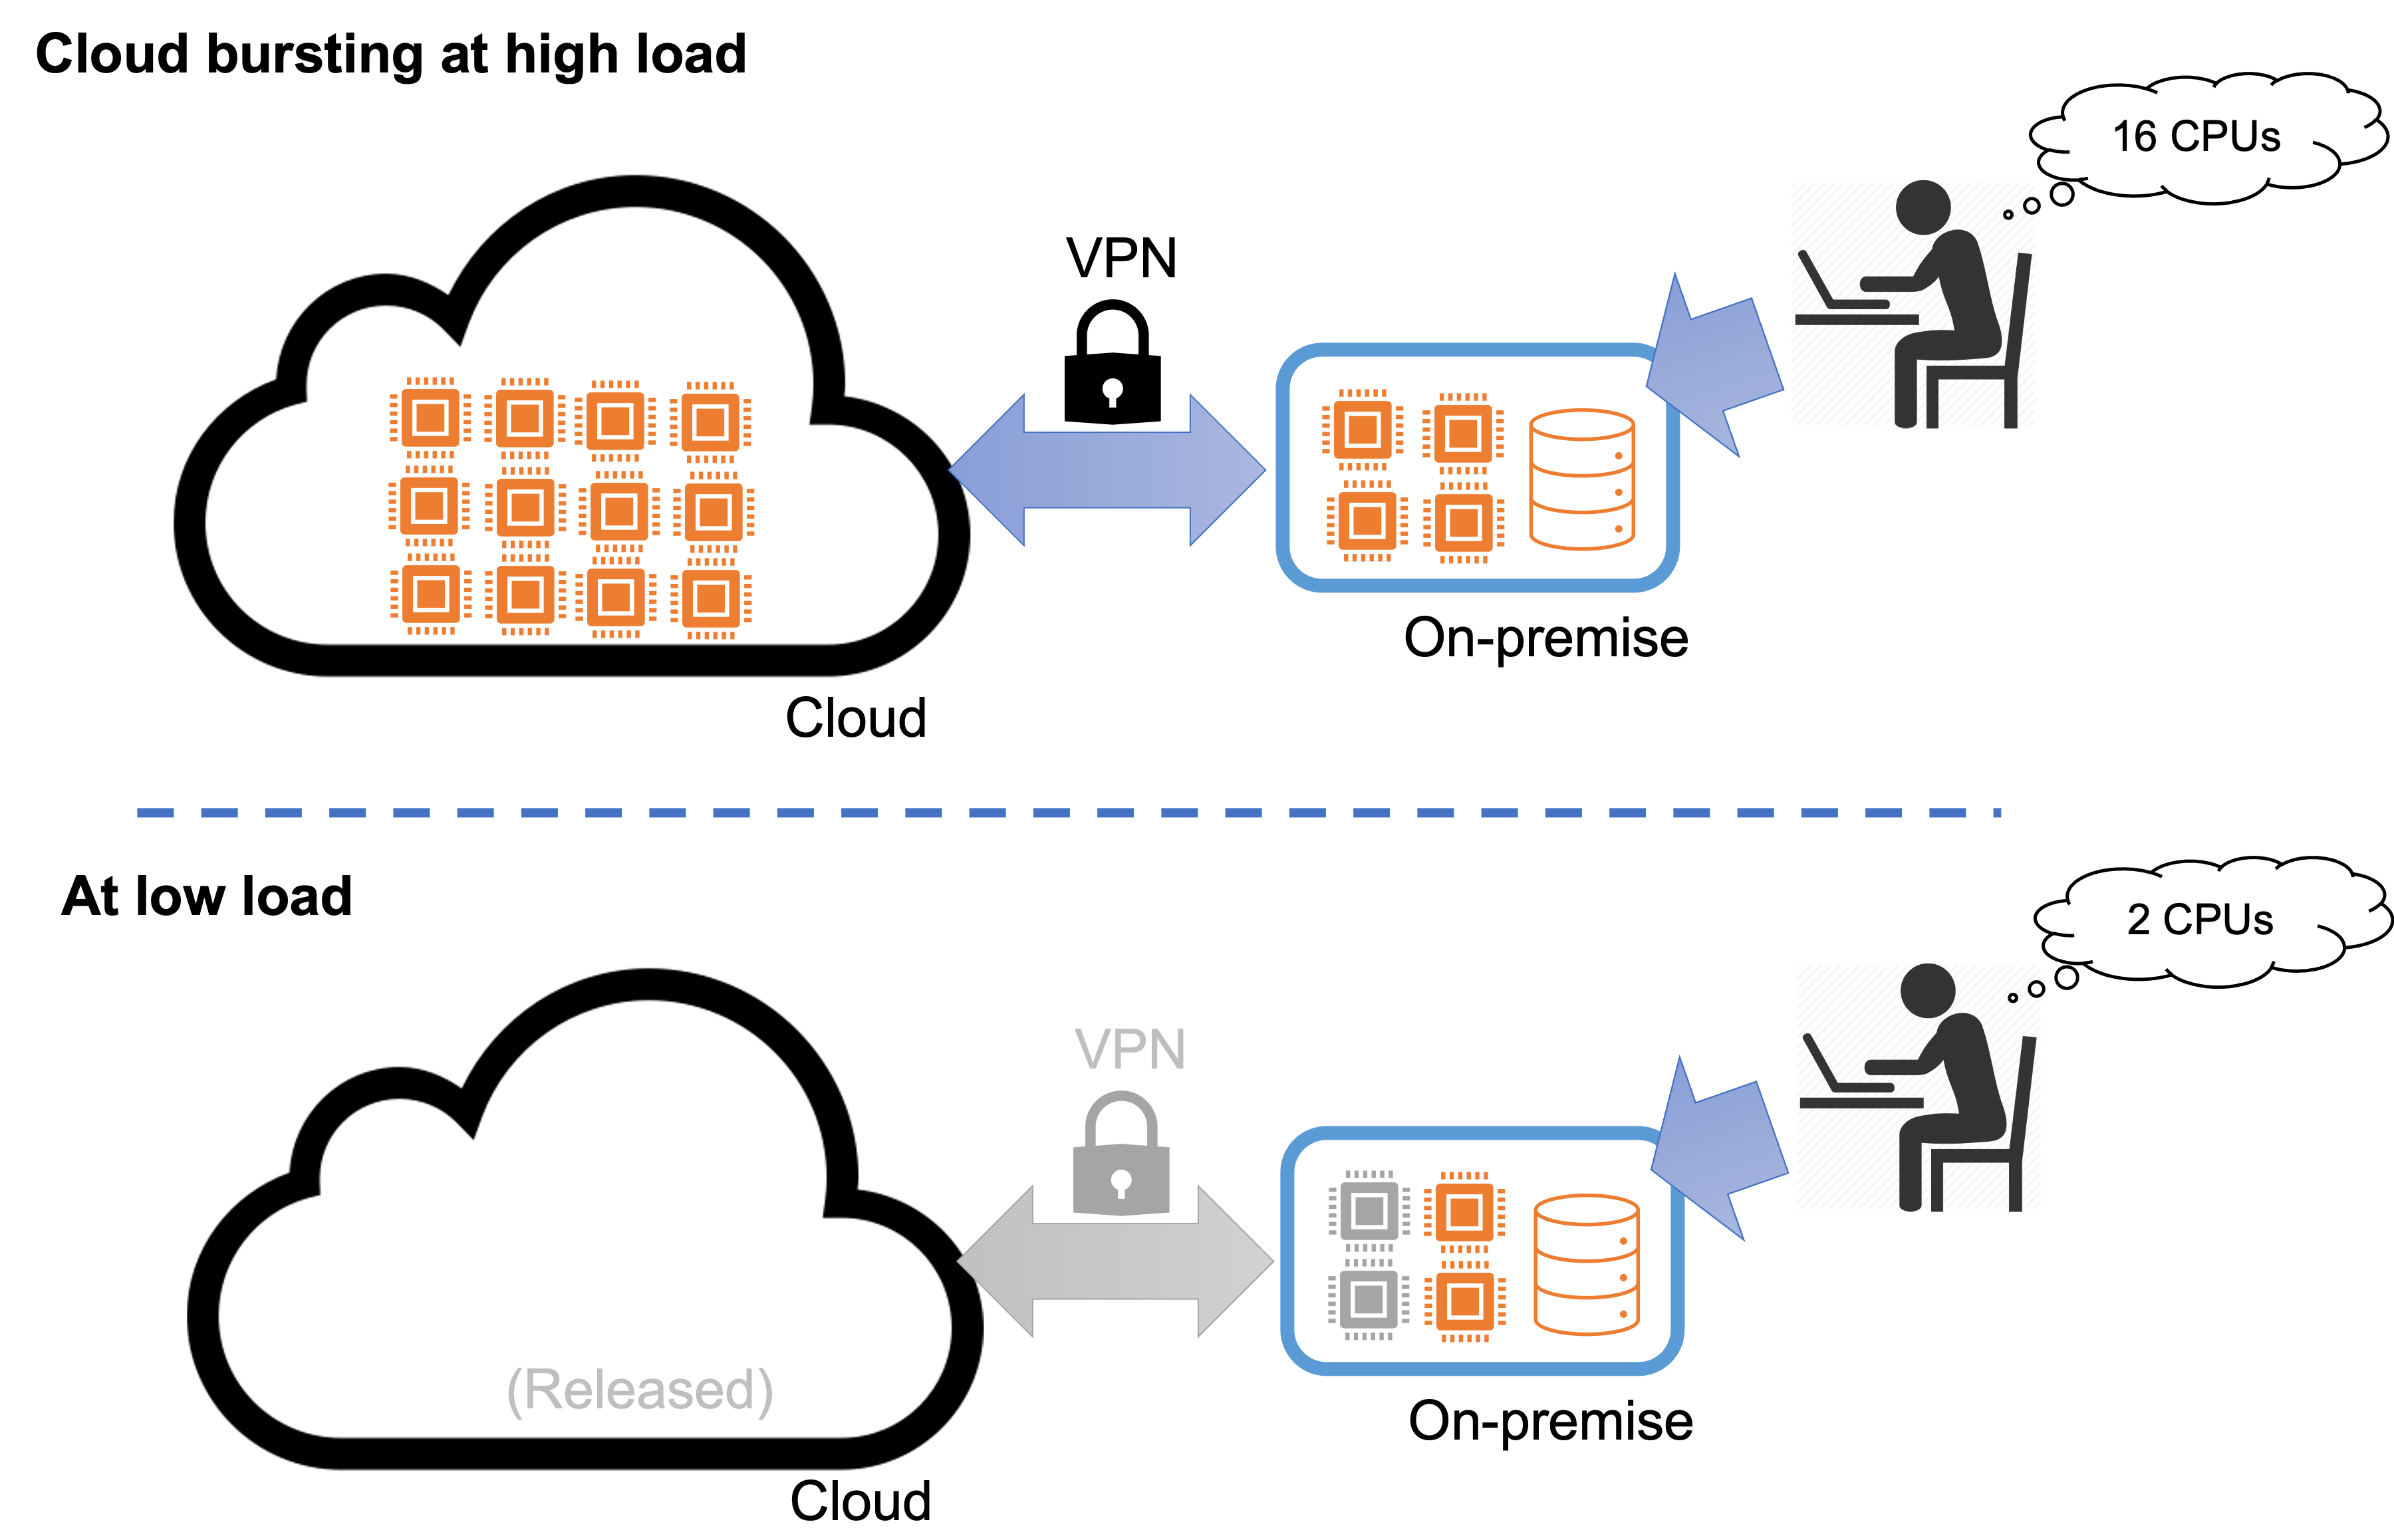 Cloud bursting at high load
16 CPUs
VPN
On-premise
Cloud
At low load
2 CPUs
VPN
(Released)
On-premise
Cloud